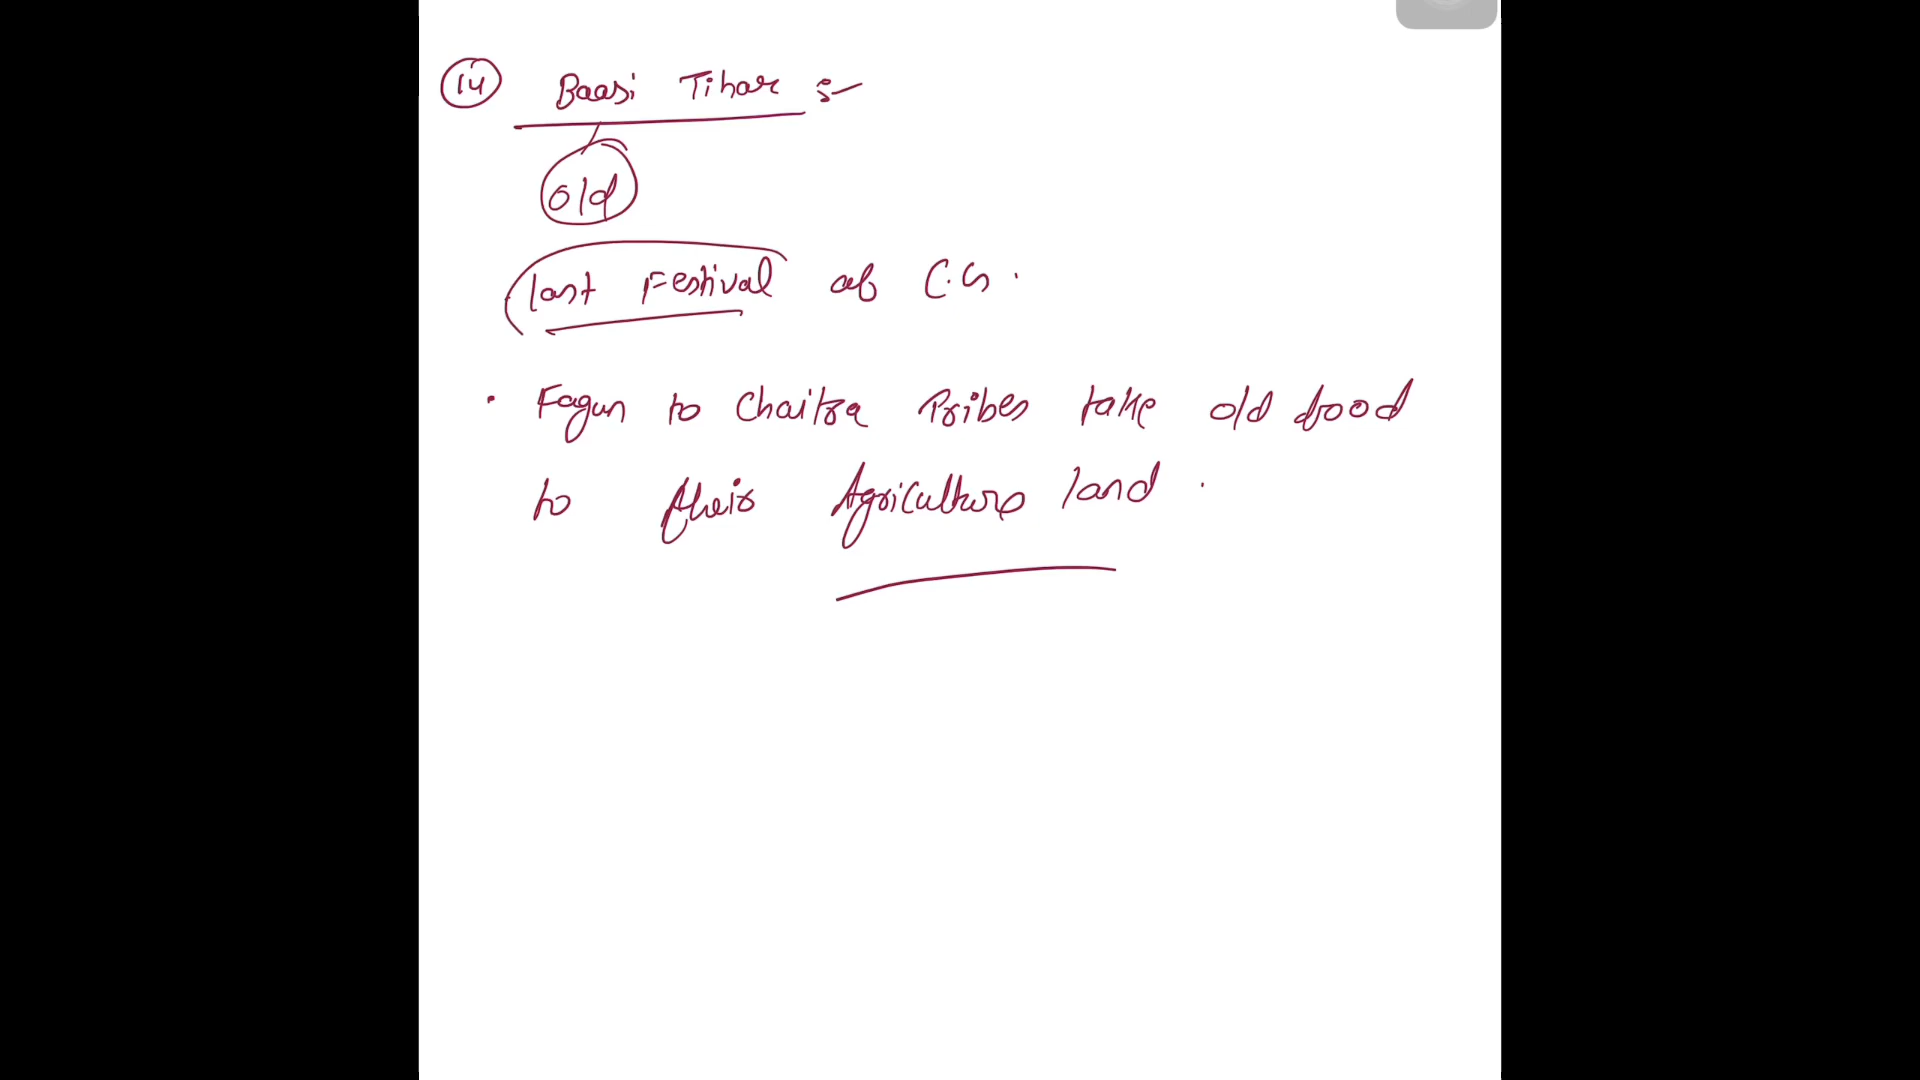 14 Baasi Tihar :-
old
last Festival of C.G.
• Fagun to Chaitra Tribes take old food
to their Agriculture land.